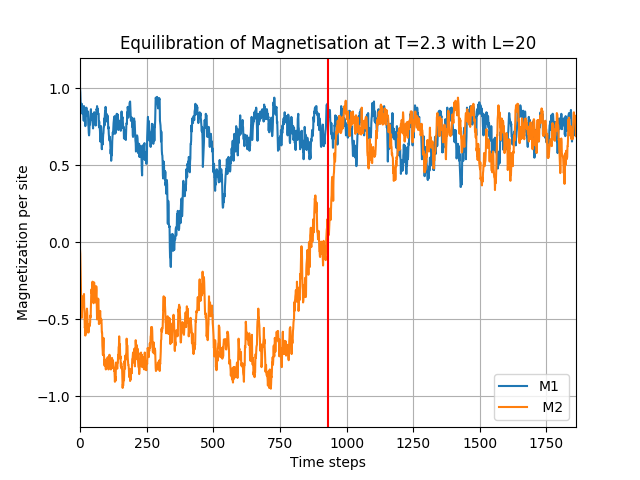 Equilibration of Magnetisation at T=2.3 with L=20
Magnetization per site
1.0
0.5
0.0
−0.5
−1.0
0 250 500 750 1000 1250 1500 1750
Time steps
M1
M2